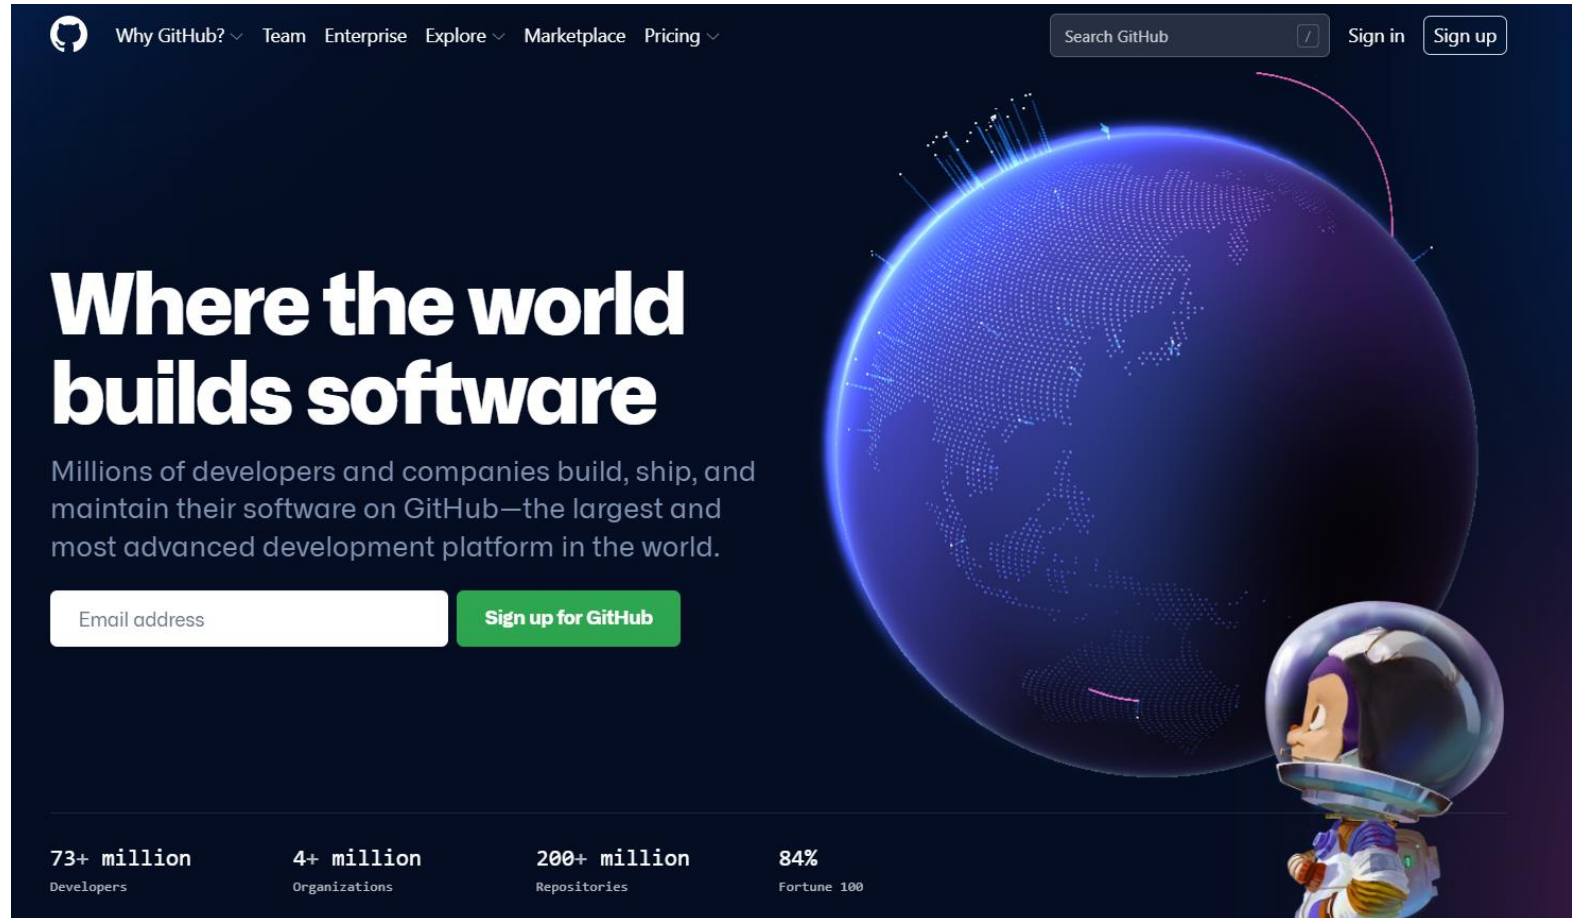 Why GitHub? Team Enterprise Explore Marketplace Pricing Search GitHub / Sign in Sign up
Where the world
builds software
Millions of developers and companies build, ship, and
maintain their software on GitHub—the largest and
most advanced development platform in the world.
Email address Sign up for GitHub
73+ million 4+ million 200+ million 84%
Developers Organizations Repositories Fortune 100